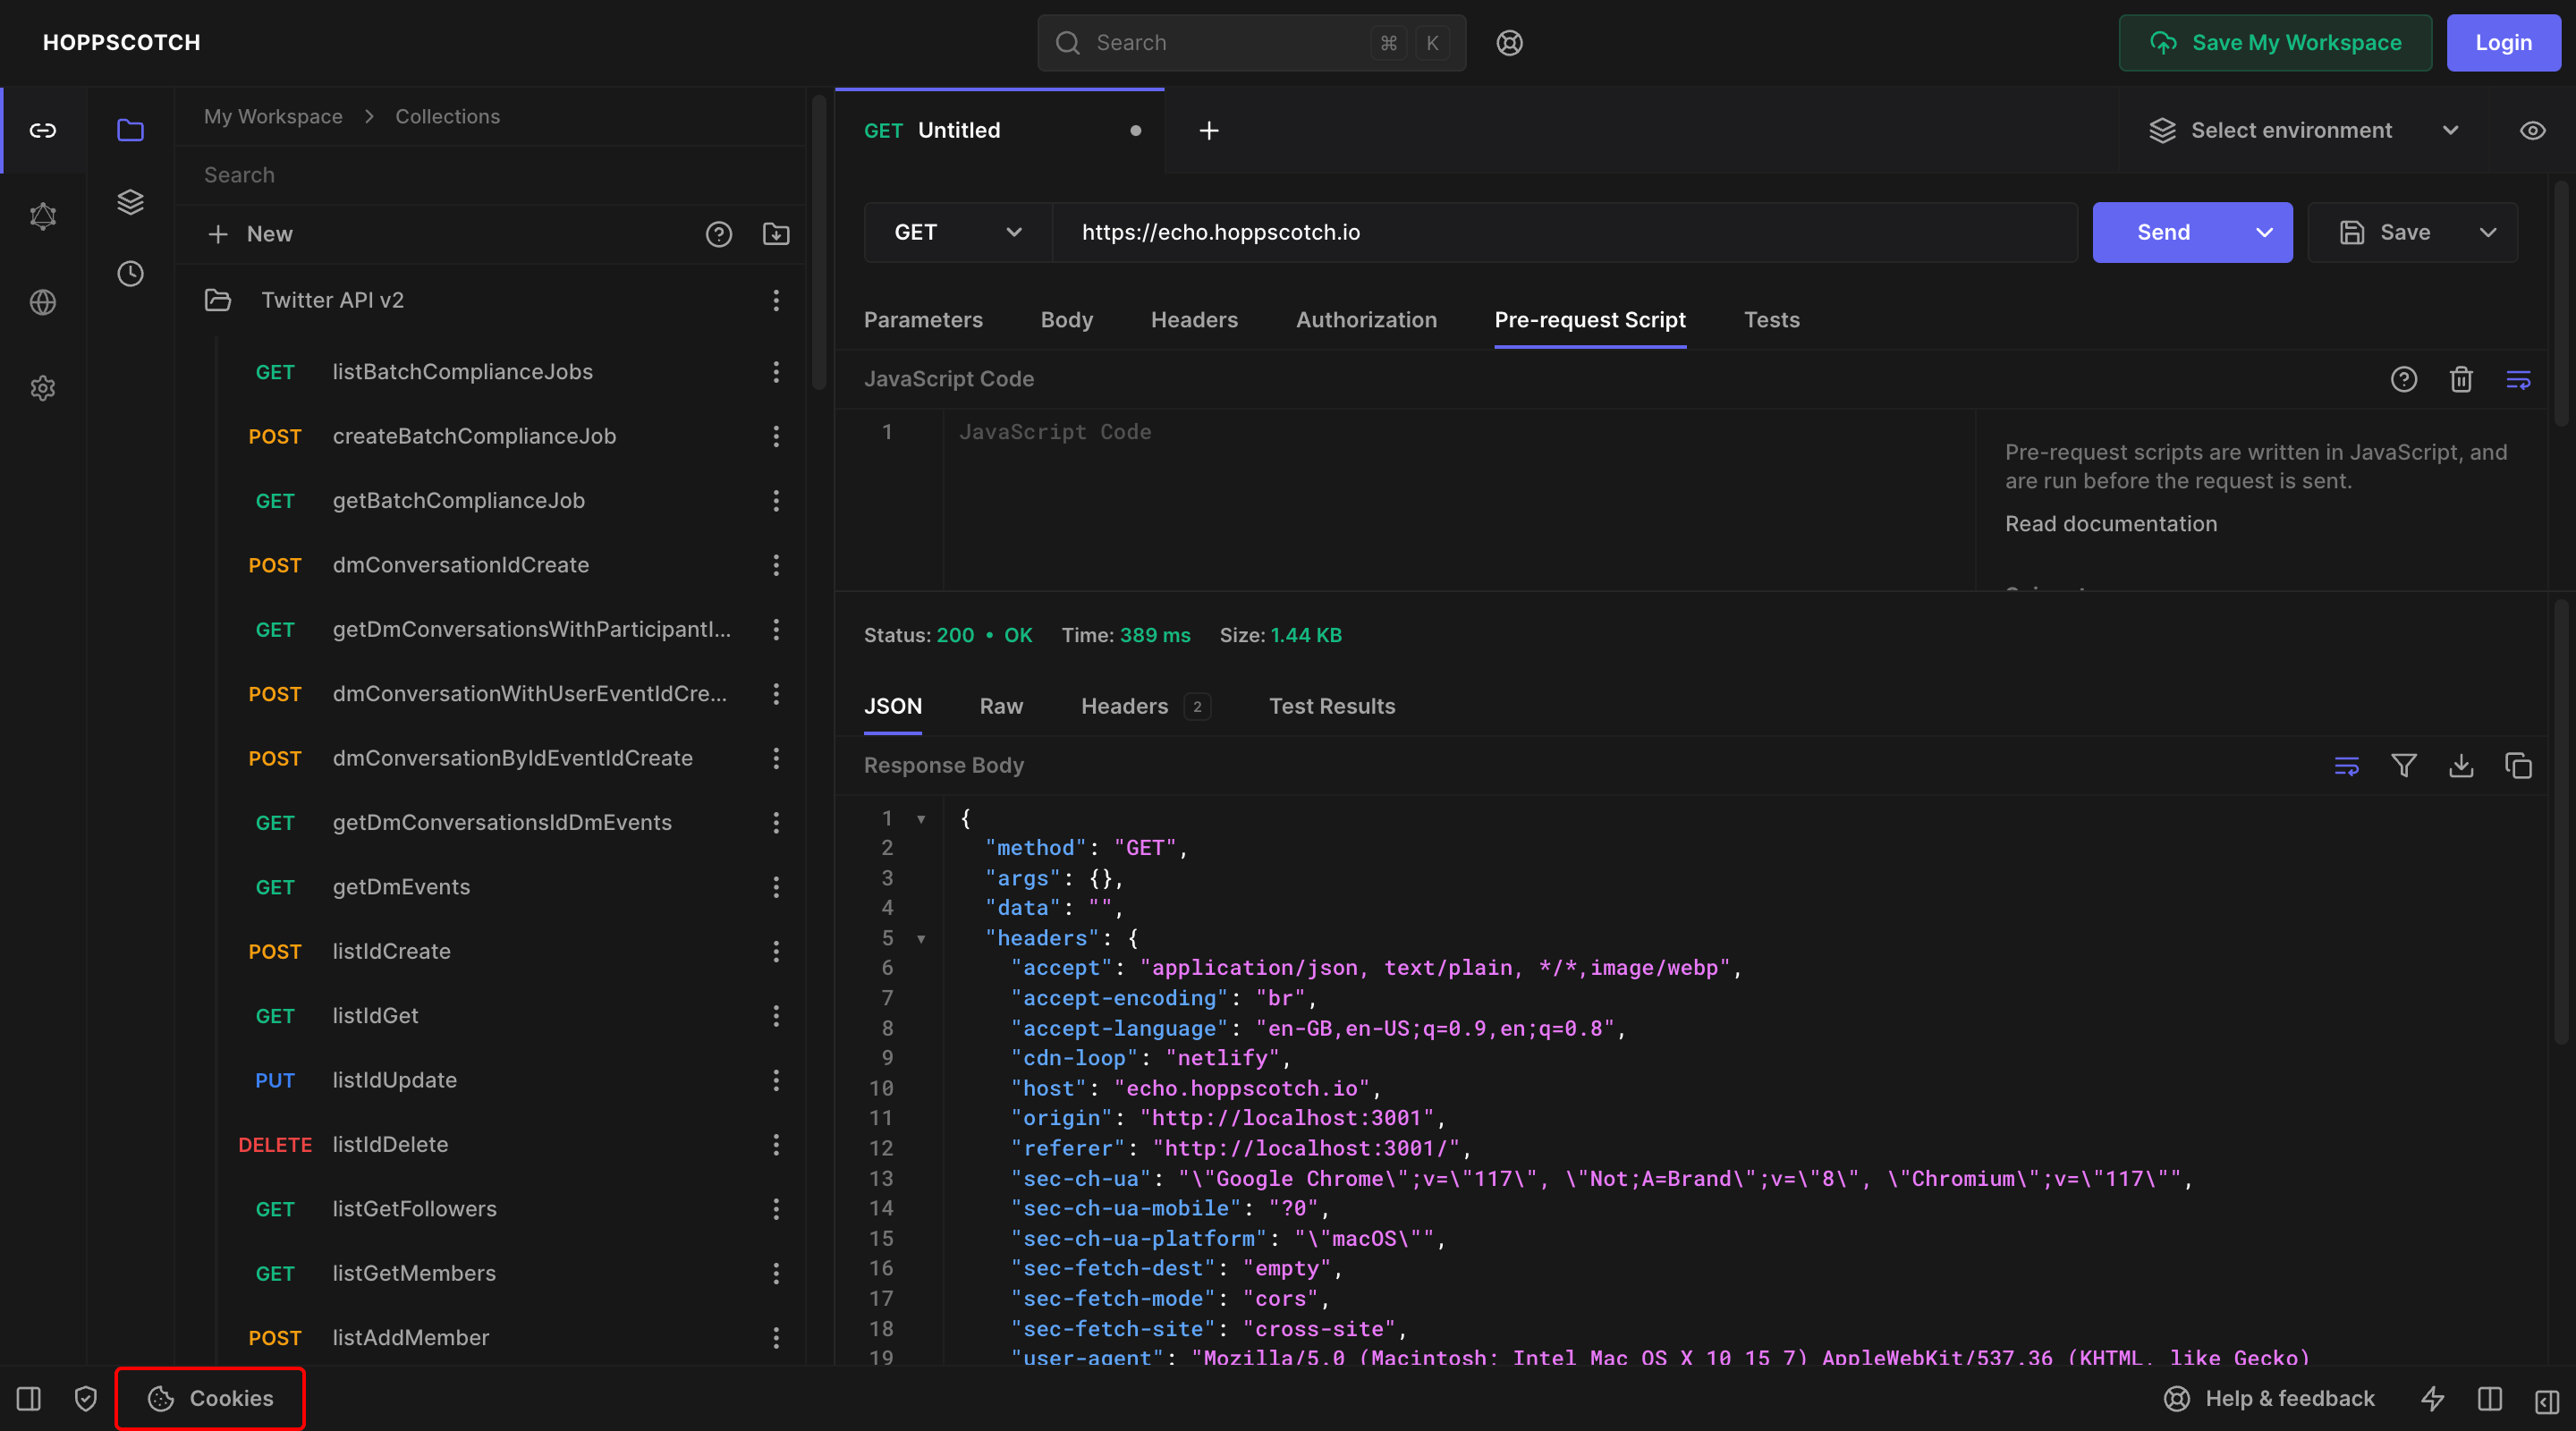 HOPPSCOTCH
Search ⌘ K
Save My Workspace
Login
My Workspace > Collections
Search
+ New
Twitter API v2
GET listBatchComplianceJobs
POST createBatchComplianceJob
GET getBatchComplianceJob
POST dmConversationIdCreate
GET getDmConversationsWithParticipantI...
POST dmConversationWithUserEventIdCre...
POST dmConversationByIdEventIdCreate
GET getDmConversationsIdDmEvents
GET getDmEvents
POST listIdCreate
GET listIdGet
PUT listIdUpdate
DELETE listIdDelete
GET listGetFollowers
GET listGetMembers
POST listAddMember
GET Untitled
Select environment
GET https://echo.hoppscotch.io
Send
Save
Parameters Body Headers Authorization Pre-request Script Tests
JavaScript Code
1 JavaScript Code
Pre-request scripts are written in JavaScript, and
are run before the request is sent.
Read documentation
Status: 200 • OK Time: 389 ms Size: 1.44 KB
JSON Raw Headers 2 Test Results
Response Body
1 {
2 "method": "GET",
3 "args": {},
4 "data": "",
5 "headers": {
6 "accept": "application/json, text/plain, */*,image/webp",
7 "accept-encoding": "br",
8 "accept-language": "en-GB,en-US;q=0.9,en;q=0.8",
9 "cdn-loop": "netlify",
10 "host": "echo.hoppscotch.io",
11 "origin": "http://localhost:3001",
12 "referer": "http://localhost:3001/",
13 "sec-ch-ua": "\"Google Chrome\";v=\"117\", \"Not;A=Brand\";v=\"8\", \"Chromium\";v=\"117\"",
14 "sec-ch-ua-mobile": "?0",
15 "sec-ch-ua-platform": "\"macOS\"",
16 "sec-fetch-dest": "empty",
17 "sec-fetch-mode": "cors",
18 "sec-fetch-site": "cross-site",
19 "user-agent": "Mozilla/5.0 (Macintosh; Intel Mac OS X 10_15_7) AppleWebKit/537.36 (KHTML, like Gecko)
Cookies
Help & feedback